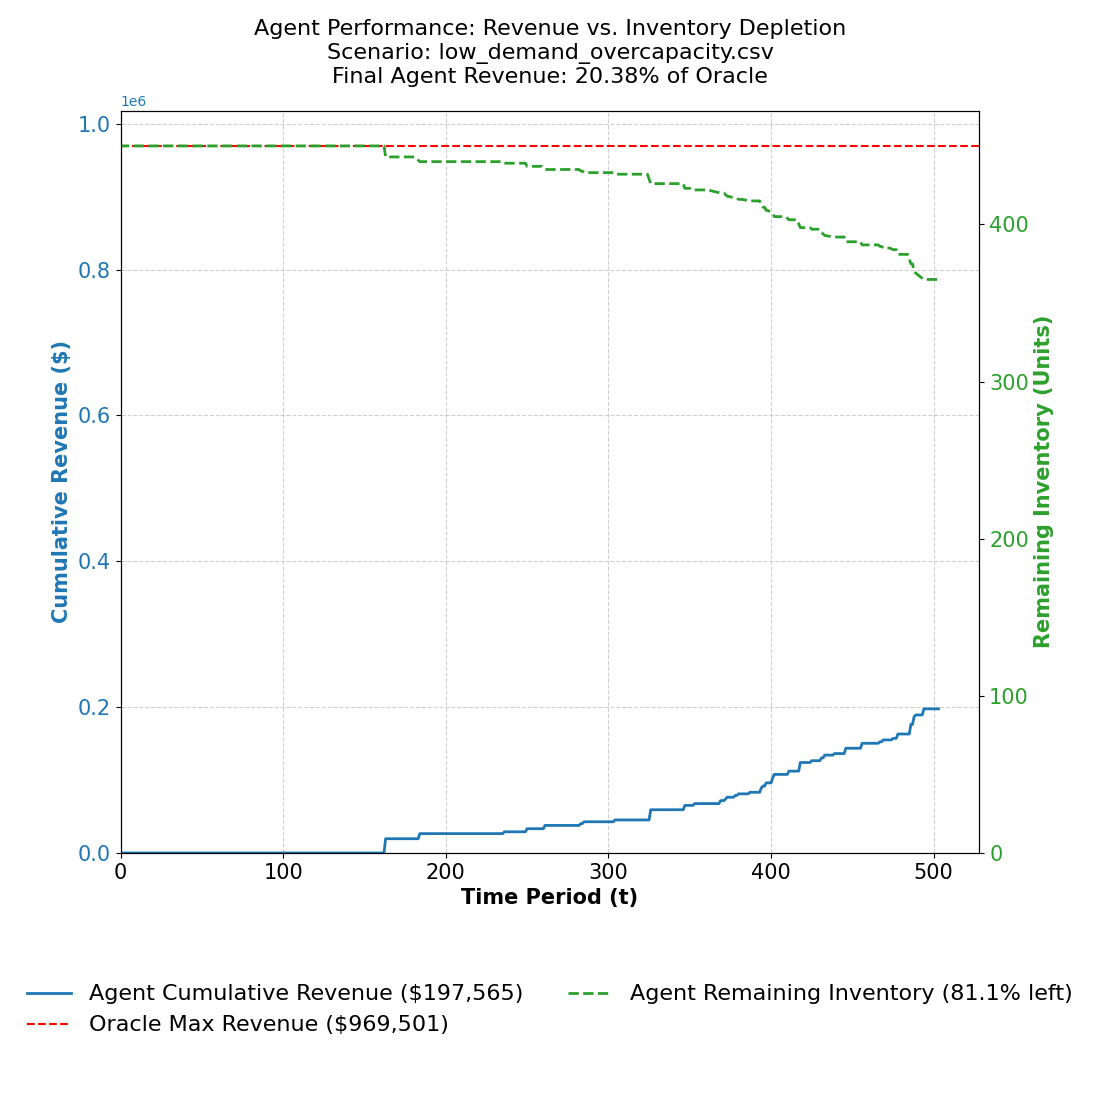 Agent Performance: Revenue vs. Inventory Depletion
Scenario: low_demand_overcapacity.csv
Final Agent Revenue: 20.38% of Oracle
1e6
1.0
0.8
0.6
0.4
0.2
0.0
Cumulative Revenue ($)
400
300
200
100
0
Remaining Inventory (Units)
0 100 200 300 400 500
Time Period (t)
Agent Cumulative Revenue ($197,565)
Oracle Max Revenue ($969,501)
Agent Remaining Inventory (81.1% left)